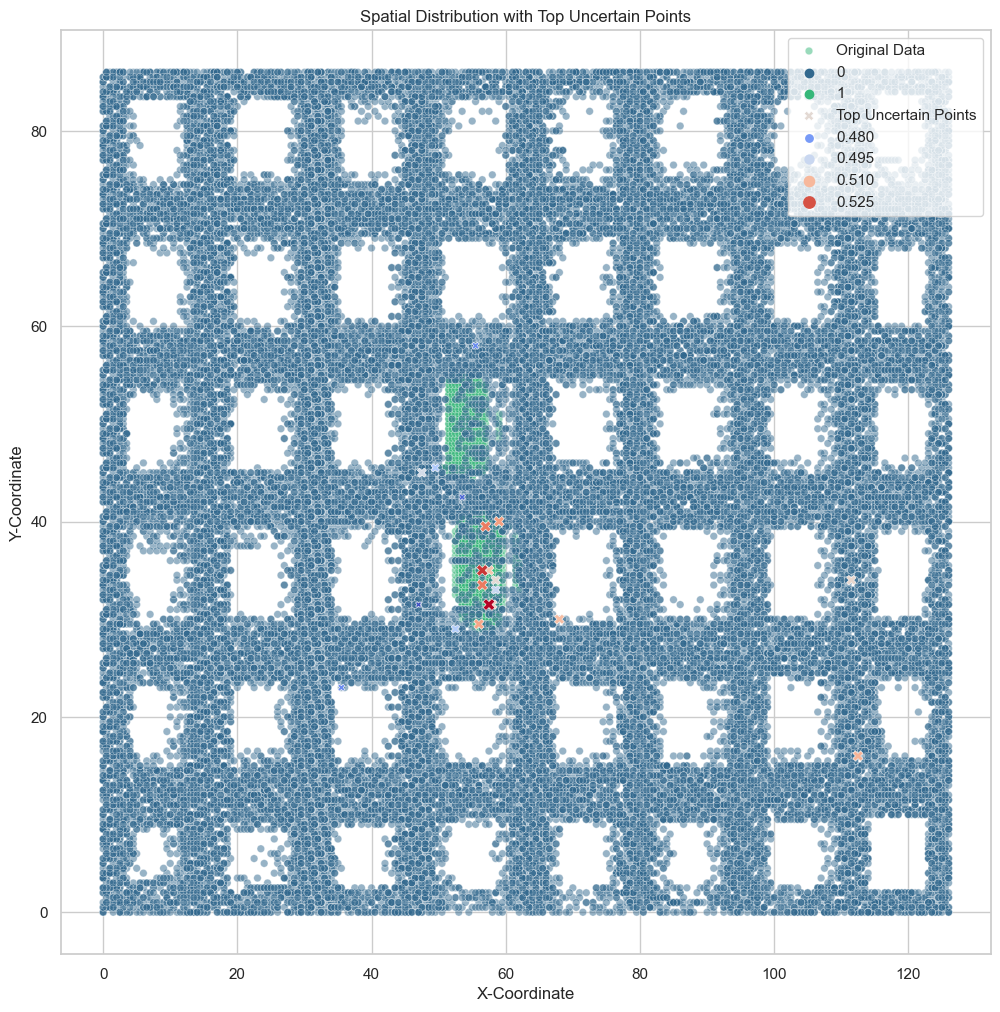 Spatial Distribution with Top Uncertain Points
Original Data
0
1
Top Uncertain Points
0.480
0.495
0.510
0.525
80
60
40
20
0
Y-Coordinate
0 20 40 60 80 100 120
X-Coordinate